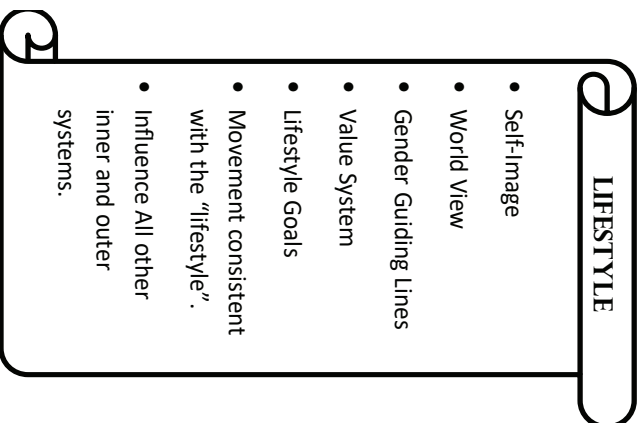 LIFESTYLE
• Self-Image
• World View
• Gender Guiding Lines
• Value System
• Lifestyle Goals
• Movement consistent
with the “lifestyle”.
• Influence All other
inner and outer
systems.